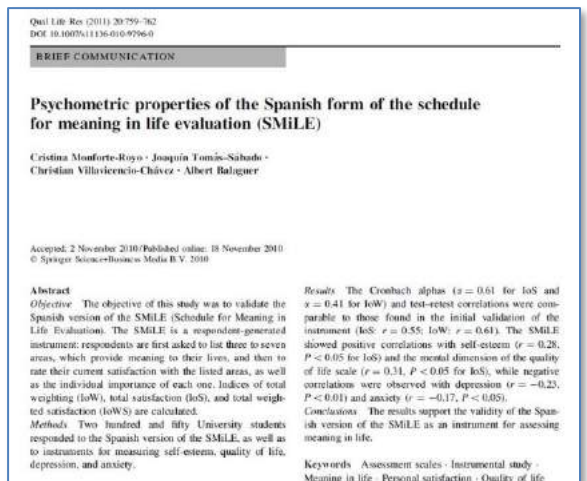 Qual Life Res (2011) 20:759–762
DOI 10.1007/s11136-010-9796-0
BRIEF COMMUNICATION
Psychometric properties of the Spanish form of the schedule
for meaning in life evaluation (SMiLE)
Cristina Monforte-Royo · Joaquín Tomás-Sábado ·
Christian Villavicencio-Chávez · Albert Balaguer
Accepted: 2 November 2010 / Published online: 18 November 2010
© Springer Science+Business Media B.V. 2010
Abstract
Objective The objective of this study was to validate the
Spanish version of the SMiLE (Schedule for Meaning in
Life Evaluation). The SMiLE is a respondent-generated
instrument: respondents are first asked to list three to seven
areas, which provide meaning to their lives, and then to
rate their current satisfaction with the listed areas, as well
as the individual importance of each one. Indices of total
weighting (IoW), total satisfaction (IoS), and total weigh-
ted satisfaction (IoWS) are calculated.
Methods Two hundred and fifty University students
responded to the Spanish version of the SMiLE, as well as
to instruments for measuring self-esteem, quality of life,
depression, and anxiety.
Results The Cronbach alphas (α = 0.61 for IoS and
α = 0.41 for IoW) and test–retest correlations were com-
parable to those found in the initial validation of the
instrument (IoS: r = 0.55; IoW: r = 0.61). The SMiLE
showed positive correlations with self-esteem (r = 0.28,
P < 0.05 for IoS) and the mental dimension of the quality
of life scale (r = 0.31, P < 0.05 for IoS), while negative
correlations were observed with depression (r = −0.23,
P < 0.01) and anxiety (r = −0.17, P < 0.05).
Conclusions The results support the validity of the Span-
ish version of the SMiLE as an instrument for assessing
meaning in life.
Keywords Assessment scales · Instrumental study ·
Meaning in life · Personal satisfaction · Quality of life